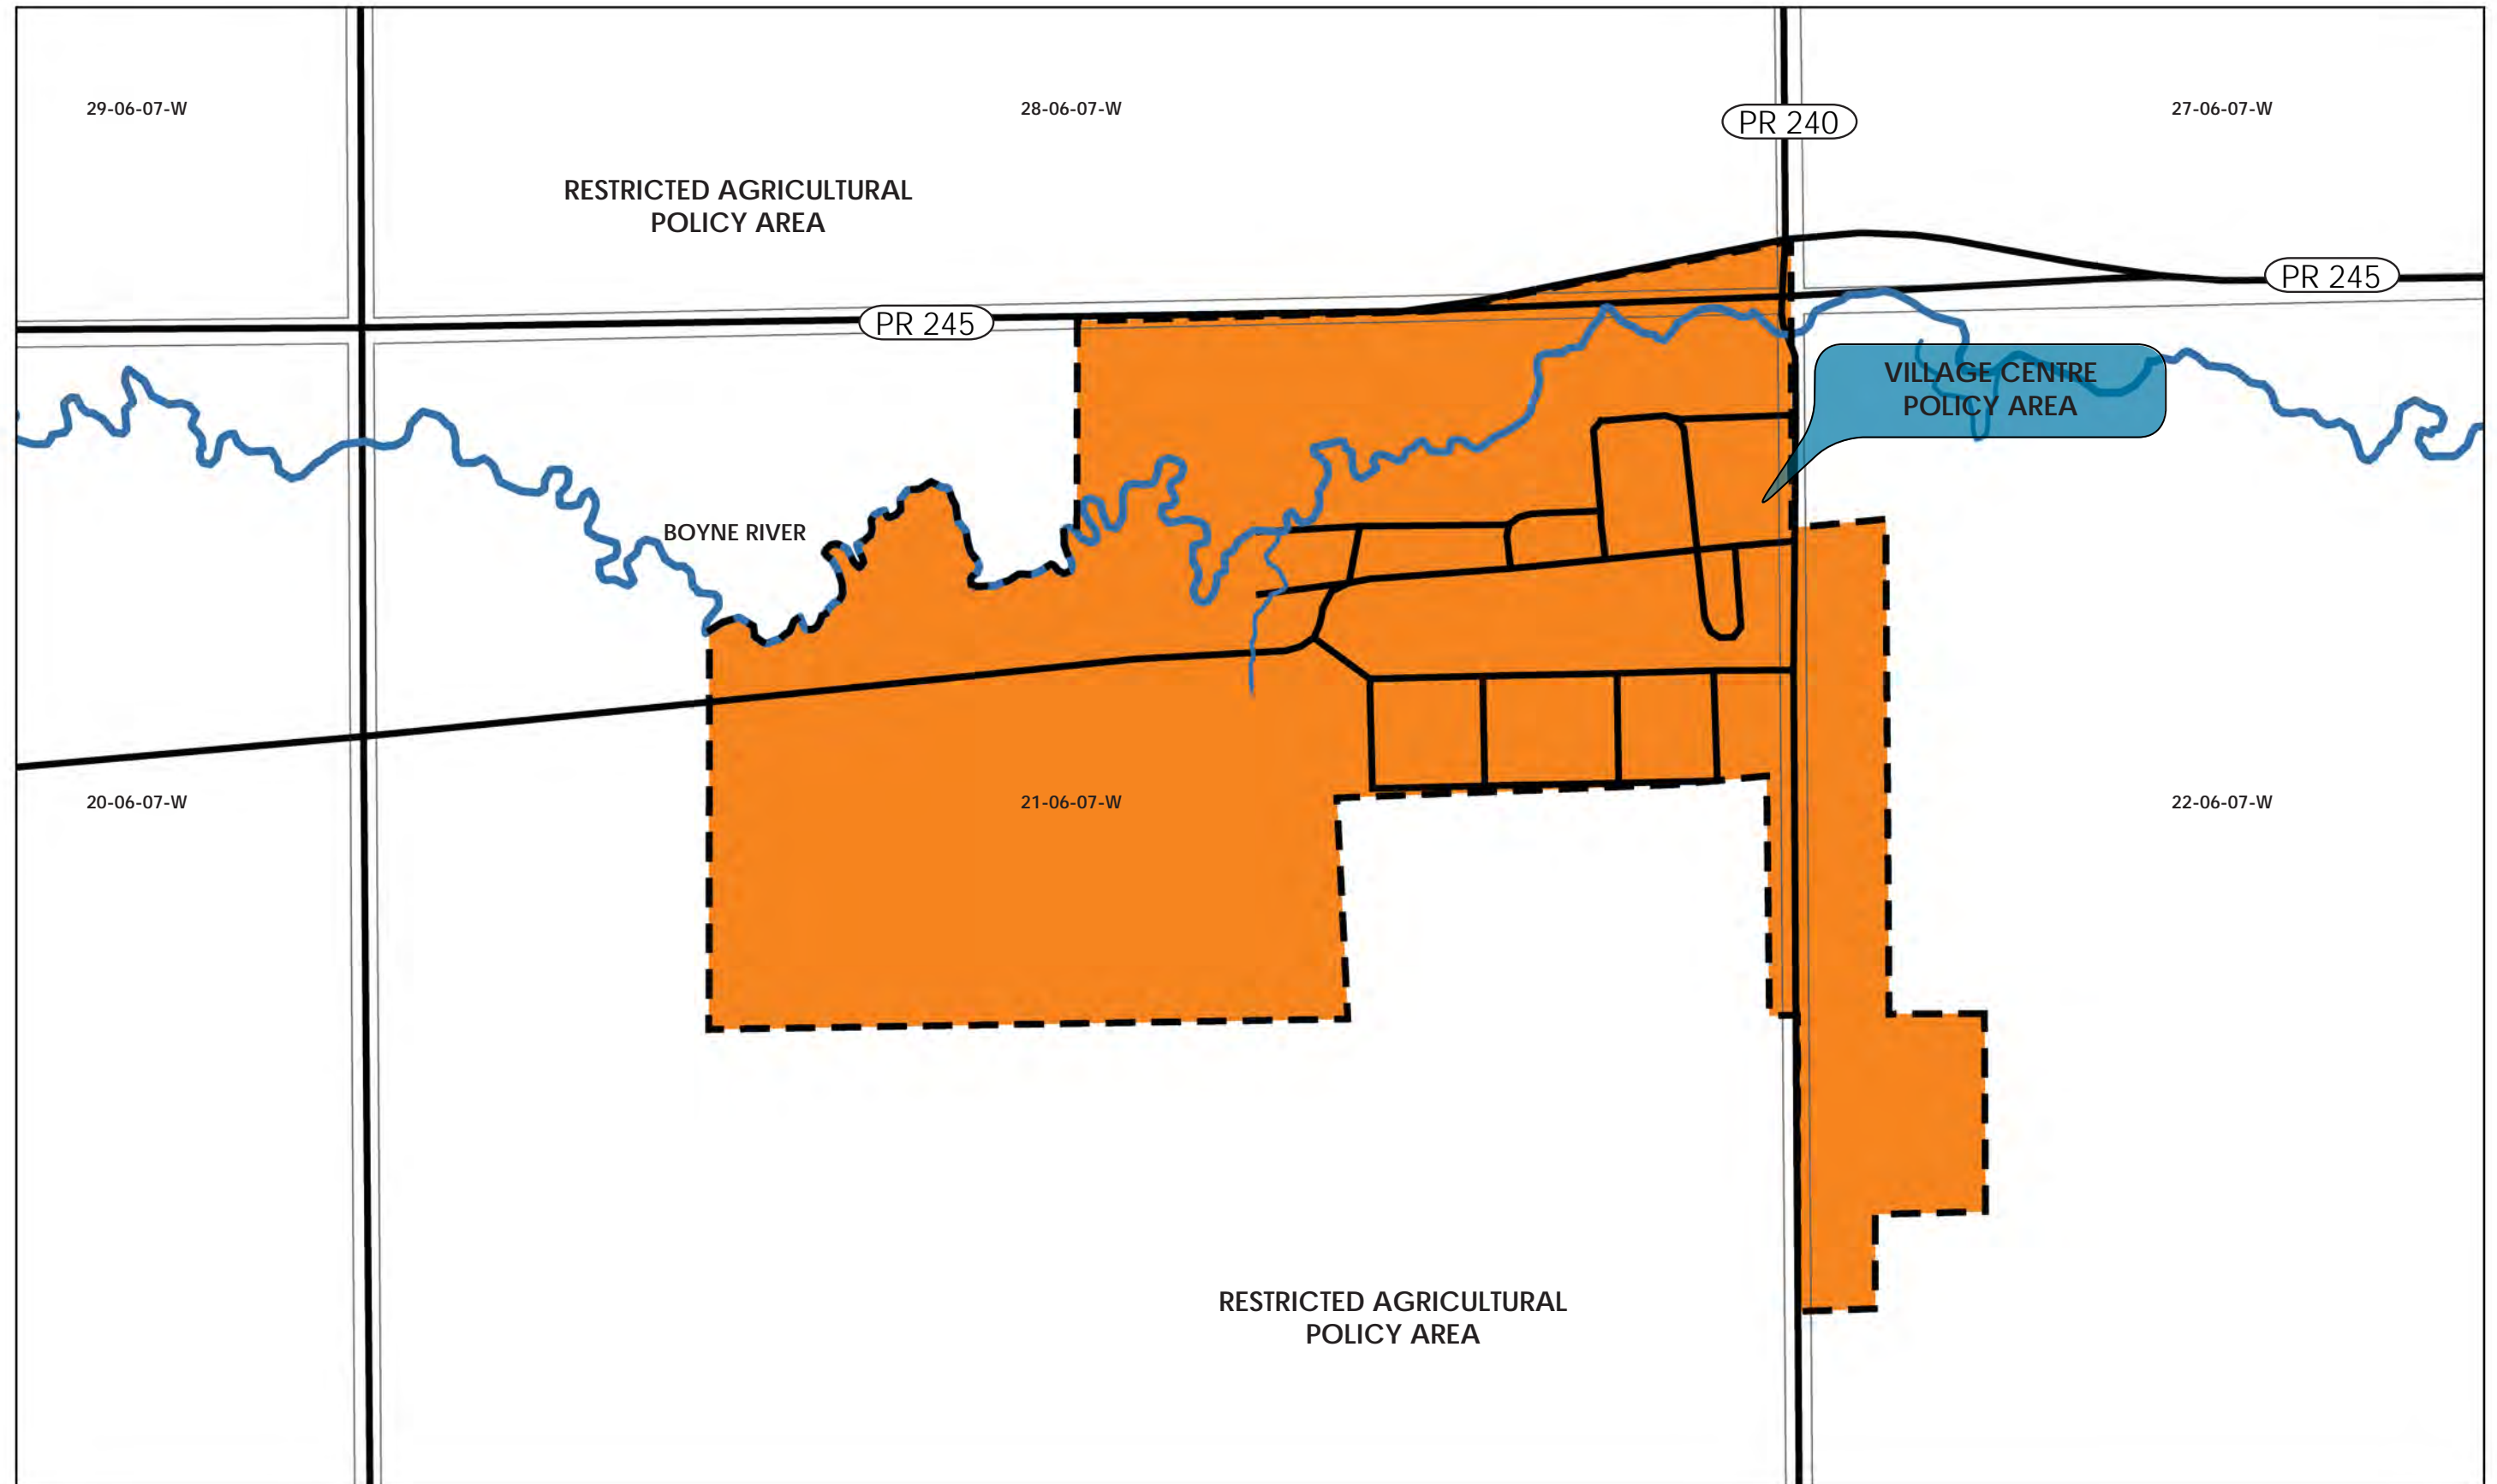 29-06-07-W
28-06-07-W
27-06-07-W
PR 240
RESTRICTED AGRICULTURAL
POLICY AREA
PR 245
PR 245
VILLAGE CENTRE
POLICY AREA
BOYNE RIVER
20-06-07-W
21-06-07-W
22-06-07-W
RESTRICTED AGRICULTURAL
POLICY AREA